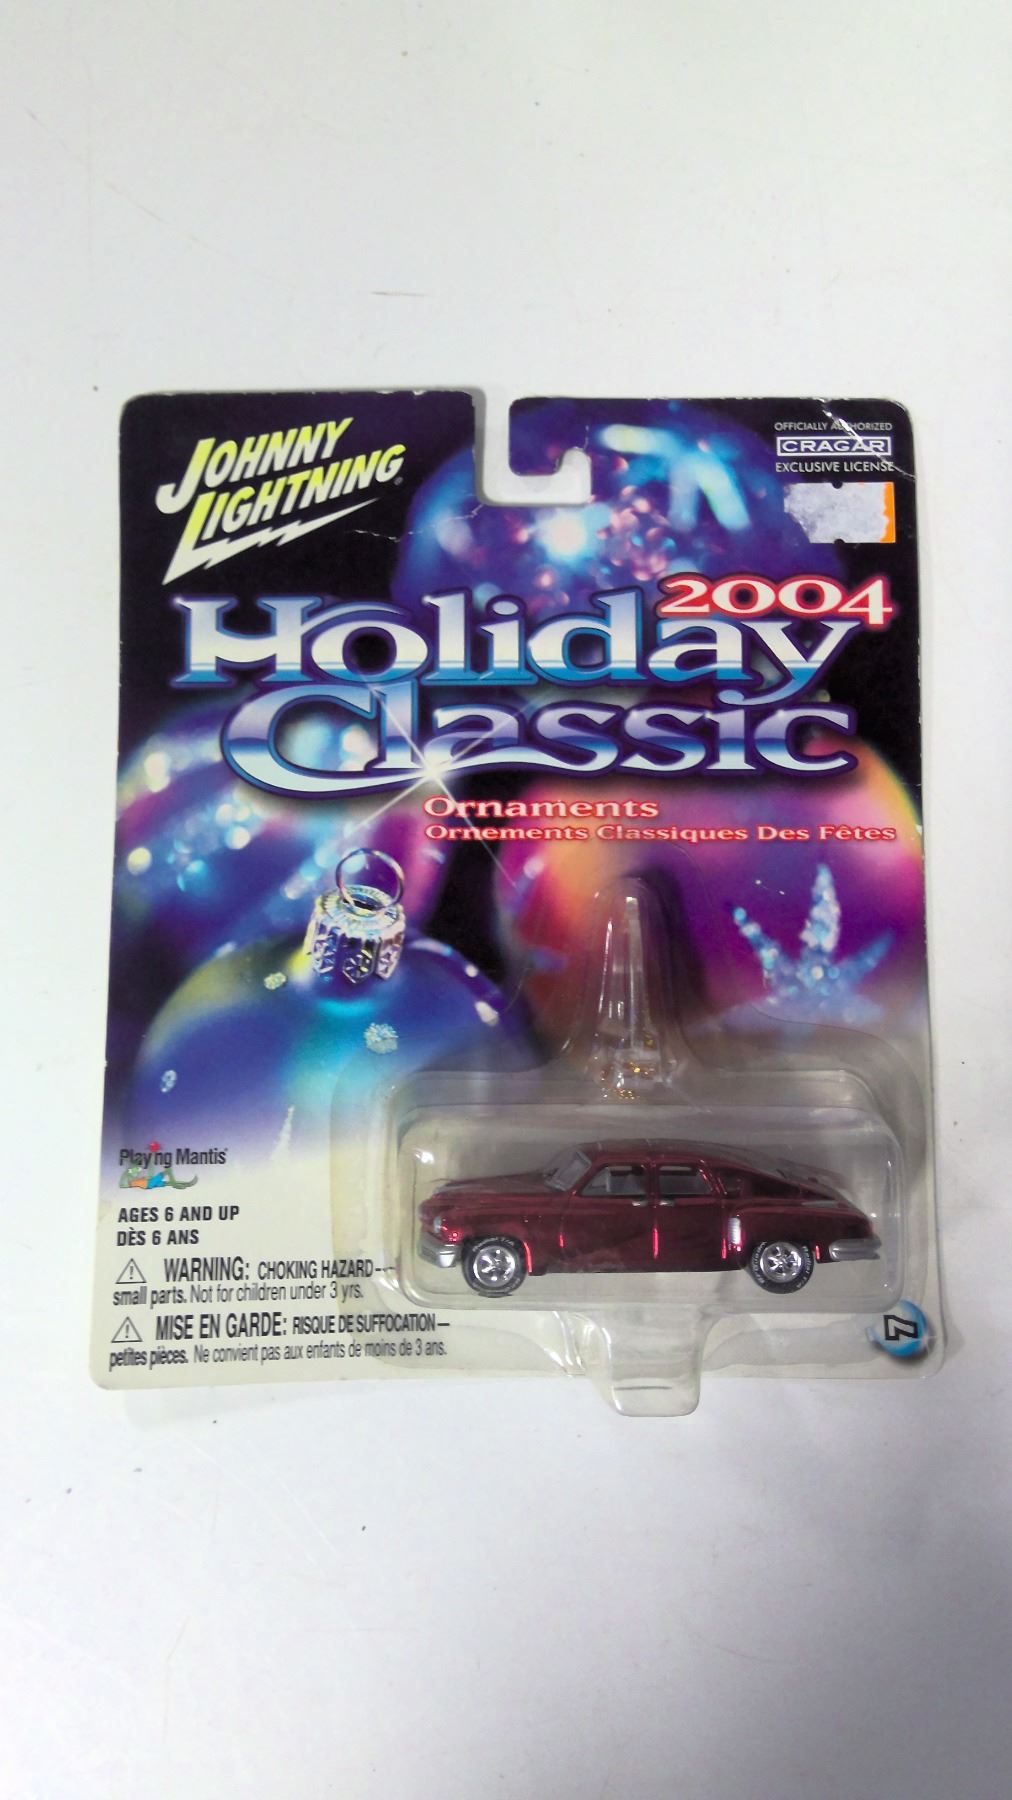 JOHNNY
LIGHTNING
OFFICIALLY AUTHORIZED
CRAGAR
EXCLUSIVE LICENSE
2004
Holiday
Classic
Ornaments
Ornements Classiques Des Fêtes
Playing Mantis
AGES 6 AND UP
DÈS 6 ANS
WARNING: CHOKING HAZARD--
small parts. Not for children under 3 yrs.
MISE EN GARDE: RISQUE DE SUFFOCATION—
petites pièces. Ne convient pas aux enfants de moins de 3 ans.